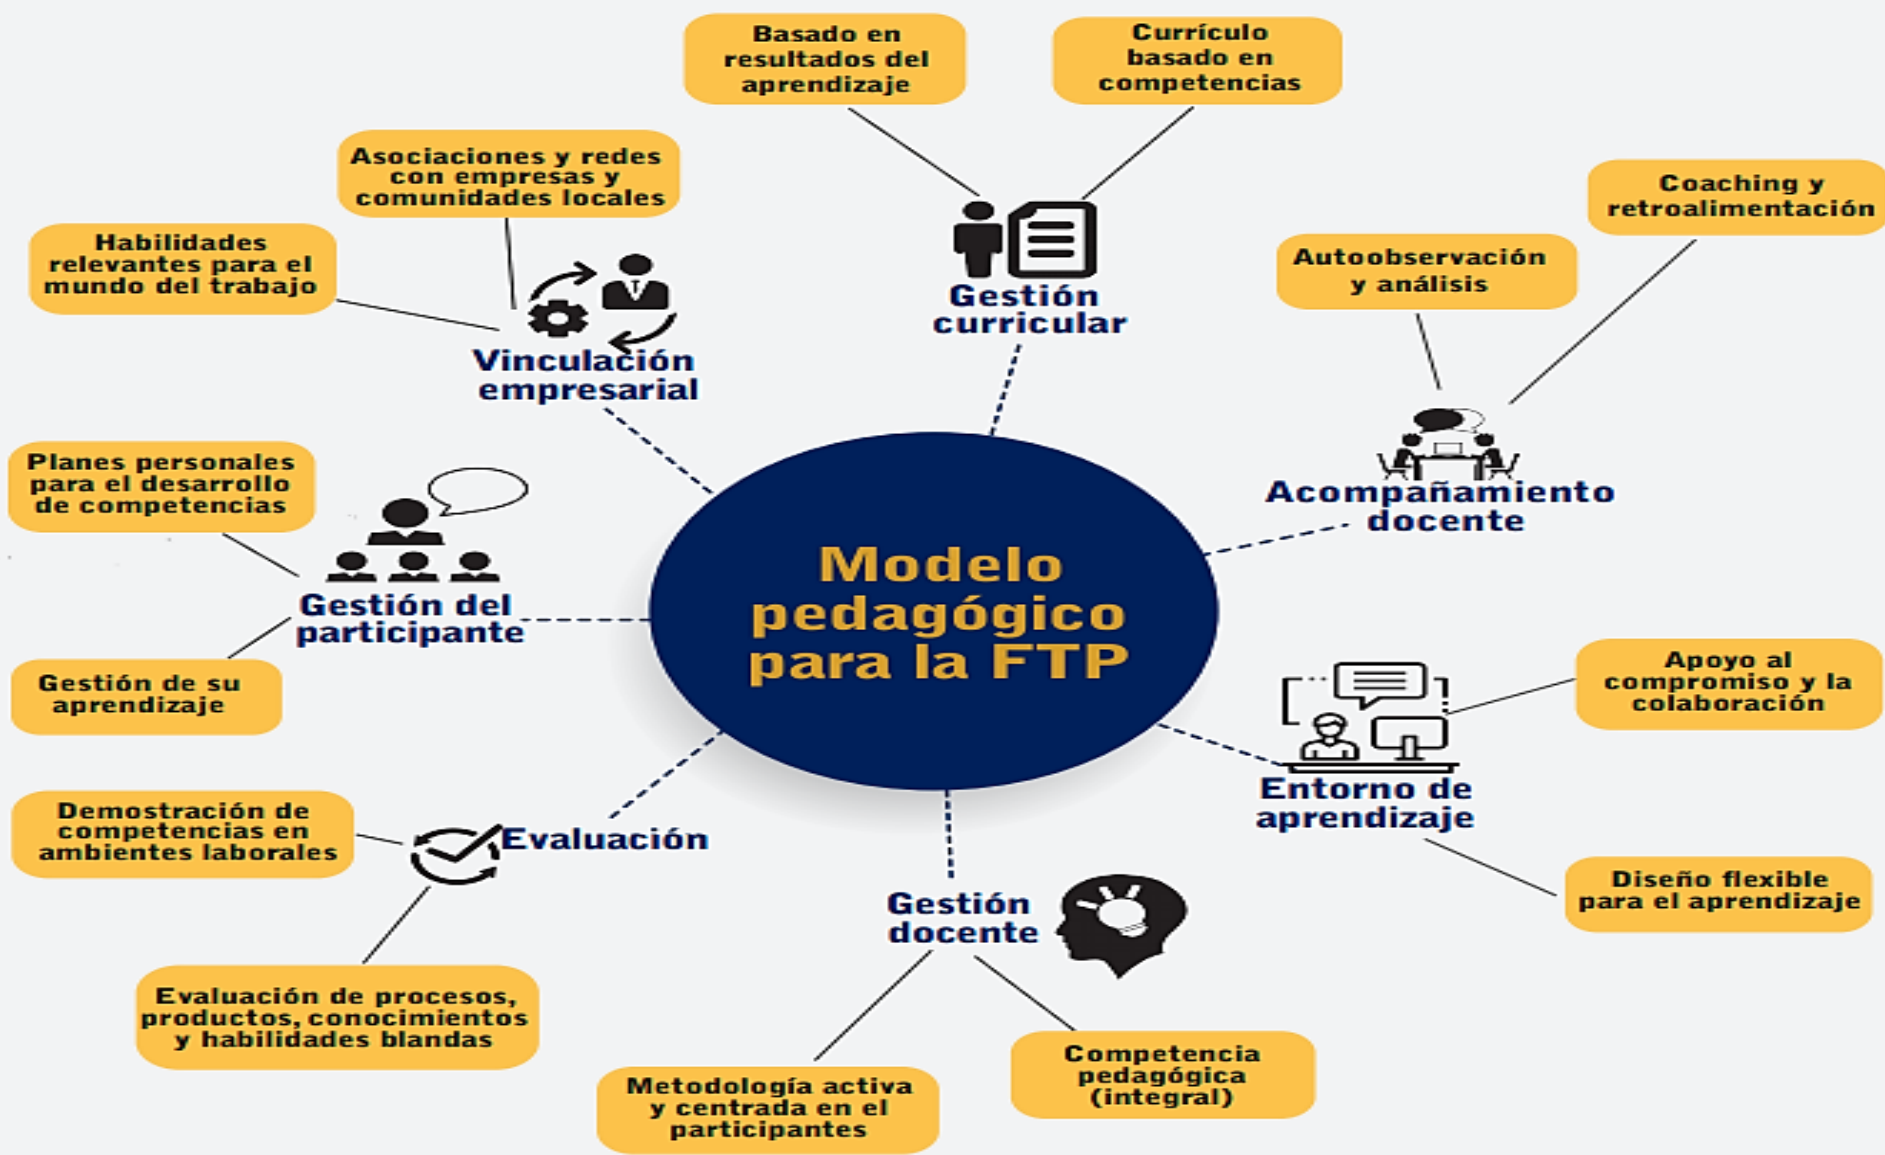 Basado en
resultados del
aprendizaje
Currículo
basado en
competencias
Asociaciones y redes
con empresas y
comunidades locales
Coaching y
retroalimentación
Habilidades
relevantes para el
mundo del trabajo
Autoobservación
y análisis
Gestión
curricular
Vinculación
empresarial
Planes personales
para el desarrollo
de competencias
Acompañamiento
docente
Modelo
pedagógico
para la FTP
Gestión del
participante
Gestión de su
aprendizaje
Apoyo al
compromiso y la
colaboración
Entorno de
aprendizaje
Demostración de
competencias en
ambientes laborales
Evaluación
Diseño flexible
para el aprendizaje
Gestión
docente
Evaluación de procesos,
productos, conocimientos
y habilidades blandas
Metodología activa
y centrada en el
participantes
Competencia
pedagógica
(integral)